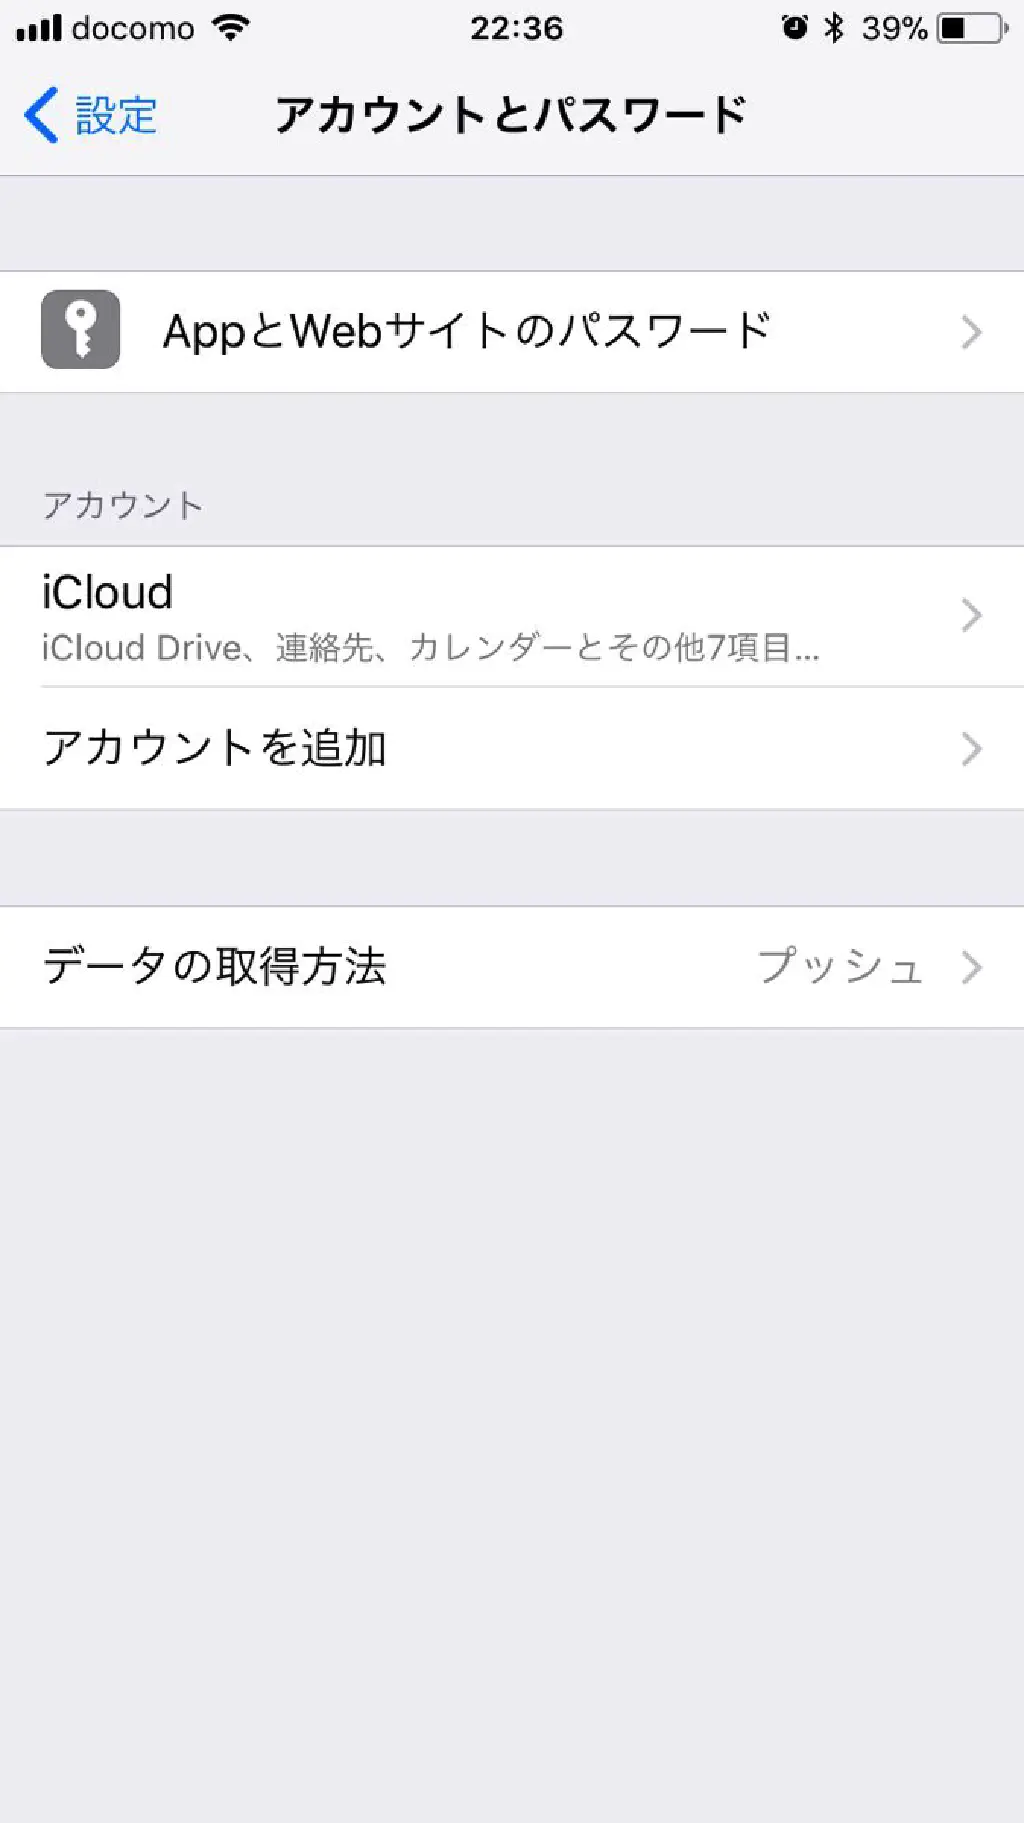 docomo 22:36 39%
設定 アカウントとパスワード
AppとWebサイトのパスワード
アカウント
iCloud
iCloud Drive、連絡先、カレンダーとその他7項目...
アカウントを追加
データの取得方法 プッシュ